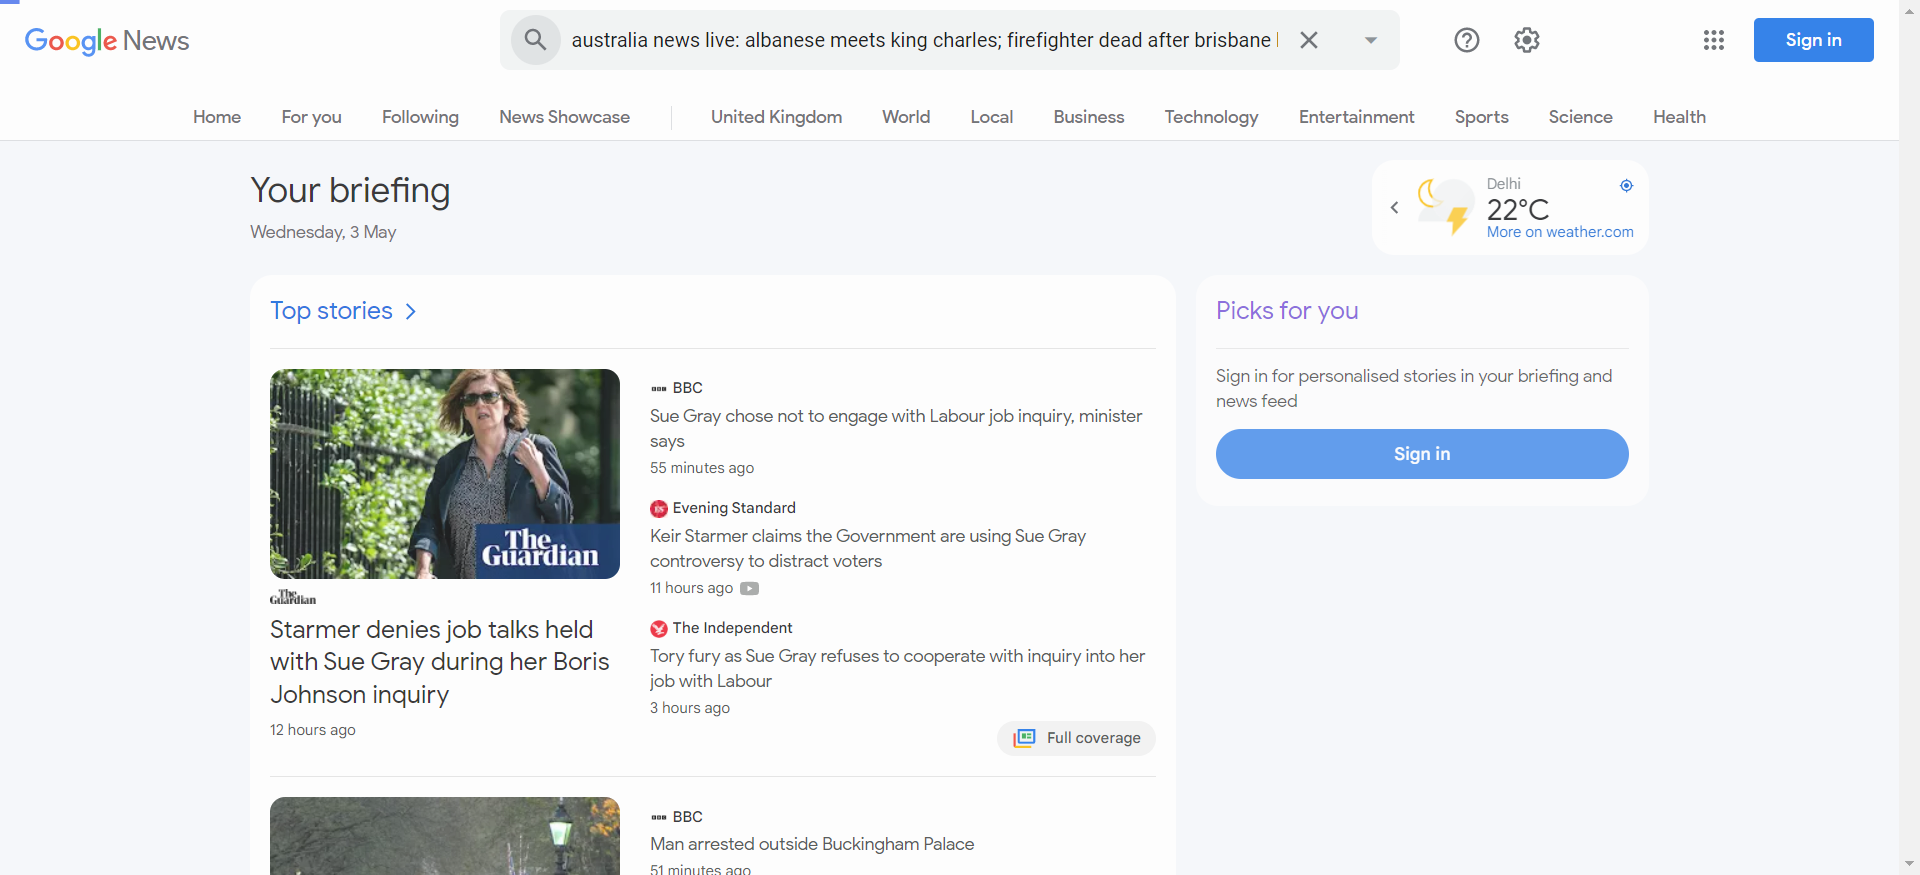 Google News
australia news live: albanese meets king charles; firefighter dead after brisbane
Sign in
Home
For you
Following
News Showcase
United Kingdom
World
Local
Business
Technology
Entertainment
Sports
Science
Health
Your briefing
Wednesday, 3 May
Delhi
22°C
More on weather.com
Top stories
The Guardian
The Guardian
Starmer denies job talks held
with Sue Gray during her Boris
Johnson inquiry
12 hours ago
BBC
Sue Gray chose not to engage with Labour job inquiry, minister
says
55 minutes ago
Evening Standard
Keir Starmer claims the Government are using Sue Gray
controversy to distract voters
11 hours ago
The Independent
Tory fury as Sue Gray refuses to cooperate with inquiry into her
job with Labour
3 hours ago
Full coverage
BBC
Man arrested outside Buckingham Palace
51 minutes ago
Picks for you
Sign in for personalised stories in your briefing and
news feed
Sign in